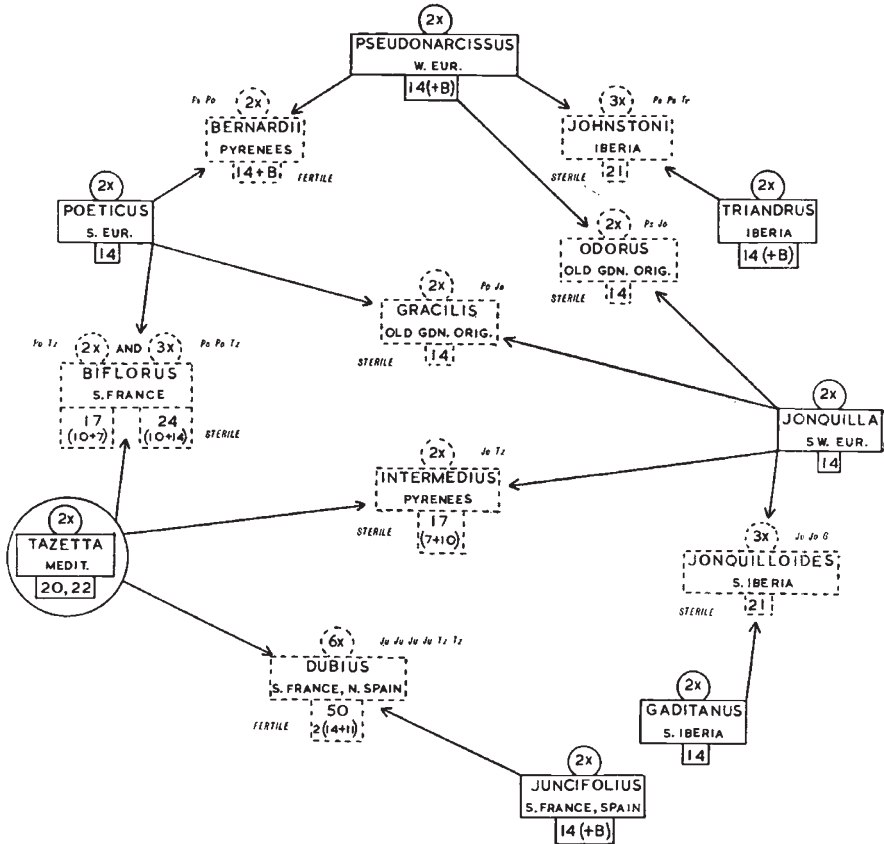 2x
PSEUDONARCISSUS
W. EUR.
14(+B)
Ps Po
2x
BERNARDII
PYRENEES
14+B
FERTILE
3x
Ps Ps Tr
JOHNSTONI
IBERIA
STERILE
21
2x
POETICUS
S. EUR.
14
2x
TRIANDRUS
IBERIA
14(+B)
2x
Ps Jo
ODORUS
OLD GDN. ORIG.
STERILE
14
2x
Po Jo
GRACILIS
OLD GDN. ORIG.
STERILE
14
Po Tz
2x AND 3x
Po Po Tz
BIFLORUS
S. FRANCE
17
(10+7)
24
(10+14)
STERILE
2x
JONQUILLA
SW. EUR.
14
2x
Jo Tz
INTERMEDIUS
PYRENEES
STERILE
17
(7+10)
2x
TAZETTA
MEDIT.
20, 22
3x
Jo Jo G
JONQUILLOIDES
S. IBERIA
STERILE
21
6x
Ju Ju Ju Ju Tz Tz
DUBIUS
S. FRANCE, N. SPAIN
FERTILE
50
2(14+11)
2x
GADITANUS
S. IBERIA
14
2x
JUNCIFOLIUS
S. FRANCE, SPAIN
14(+B)